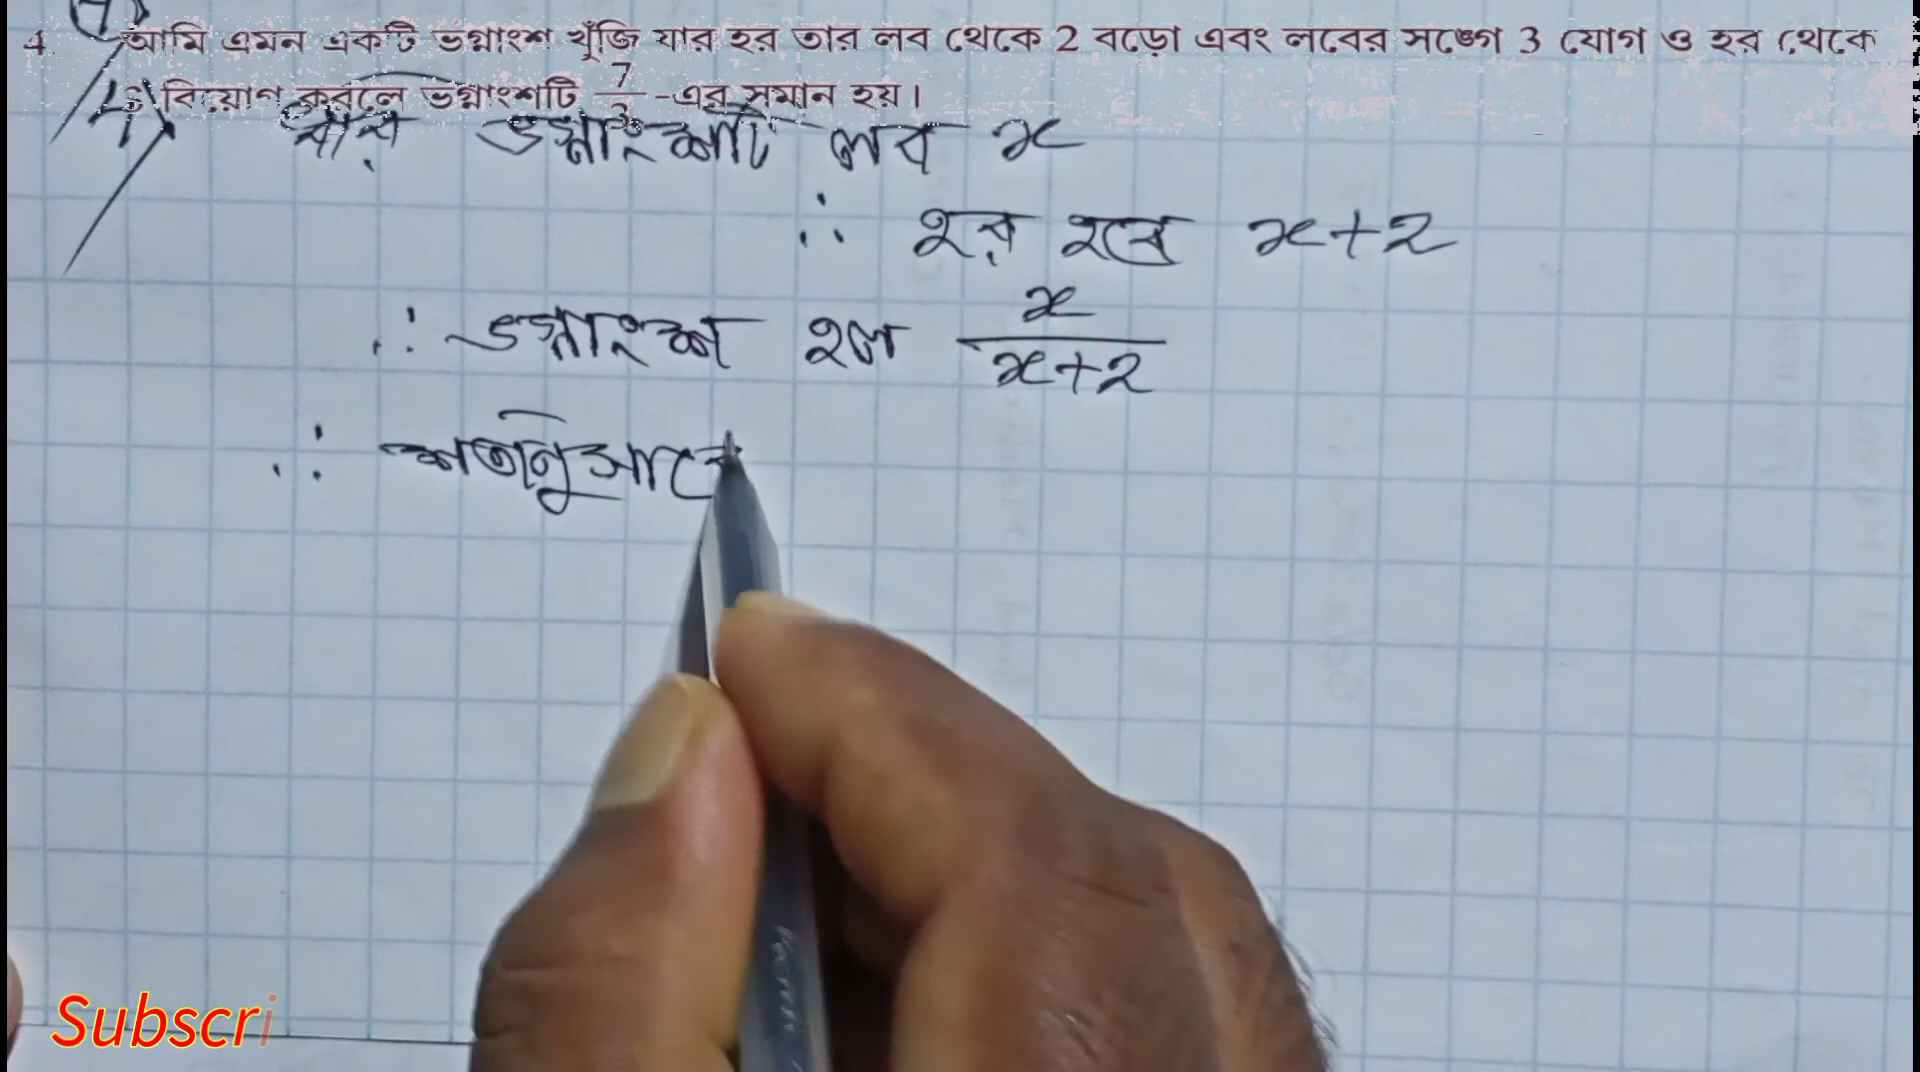 4. আমি এমন একটি ভগ্নাংশ খুঁজি যার হর তার লব থেকে 2 বড়ো এবং লবের সঙ্গে 3 যোগ ও হর থেকে
বিয়োগ করলে ভগ্নাংশটি 7/3 -এর সমান হয়।
4) ধরি ভগ্নাংশটি লব x
∴ হর হবে x+2
∴ ভগ্নাংশ হল x/x+2
∴ শর্তানুসারে
Subscri